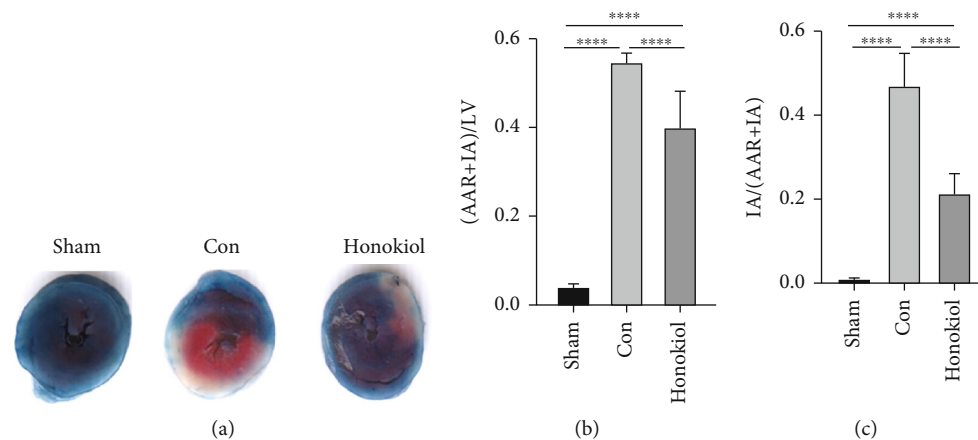 Sham Con Honokiol
(a)
(AAR+IA)/LV
0.6
0.4
0.2
0.0
****
**** ****
Sham
Con
Honokiol
(b)
IA/(AAR+IA)
0.6
0.4
0.2
0.0
****
**** ****
Sham
Con
Honokiol
(c)